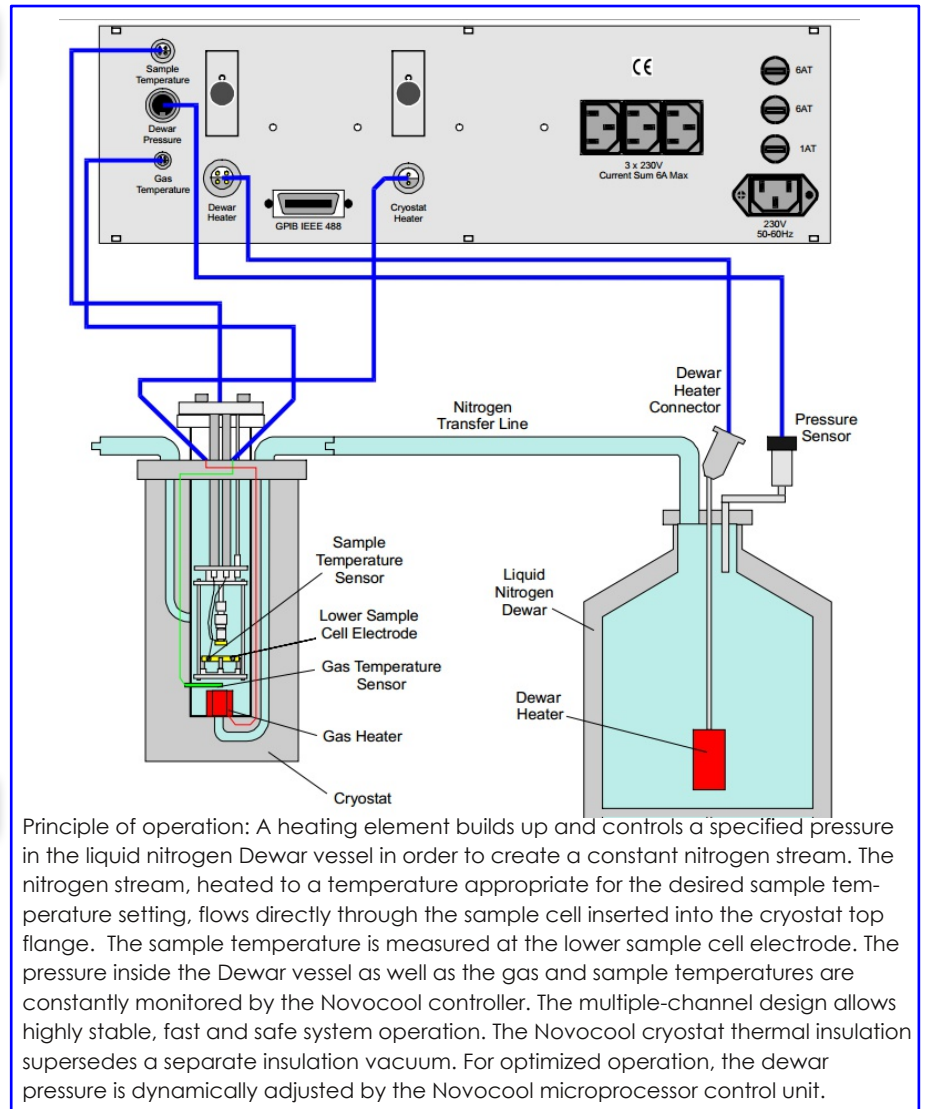 Sample
Temperature
Dewar
Pressure
Gas
Temperature
Dewar
Heater
GPIB IEEE 488
Cryostat
Heater
CE
3 x 230V
Current Sum 6A Max
6AT
6AT
1AT
230V
50-60Hz
Nitrogen
Transfer Line
Dewar
Heater
Connector
Pressure
Sensor
Sample
Temperature
Sensor
Lower Sample
Cell Electrode
Gas Temperature
Sensor
Gas Heater
Cryostat
Liquid
Nitrogen
Dewar
Dewar
Heater
Principle of operation: A heating element builds up and controls a specified pressure
in the liquid nitrogen Dewar vessel in order to create a constant nitrogen stream. The
nitrogen stream, heated to a temperature appropriate for the desired sample tem-
perature setting, flows directly through the sample cell inserted into the cryostat top
flange. The sample temperature is measured at the lower sample cell electrode. The
pressure inside the Dewar vessel as well as the gas and sample temperatures are
constantly monitored by the Novocool controller. The multiple-channel design allows
highly stable, fast and safe system operation. The Novocool cryostat thermal insulation
supersedes a separate insulation vacuum. For optimized operation, the dewar
pressure is dynamically adjusted by the Novocool microprocessor control unit.